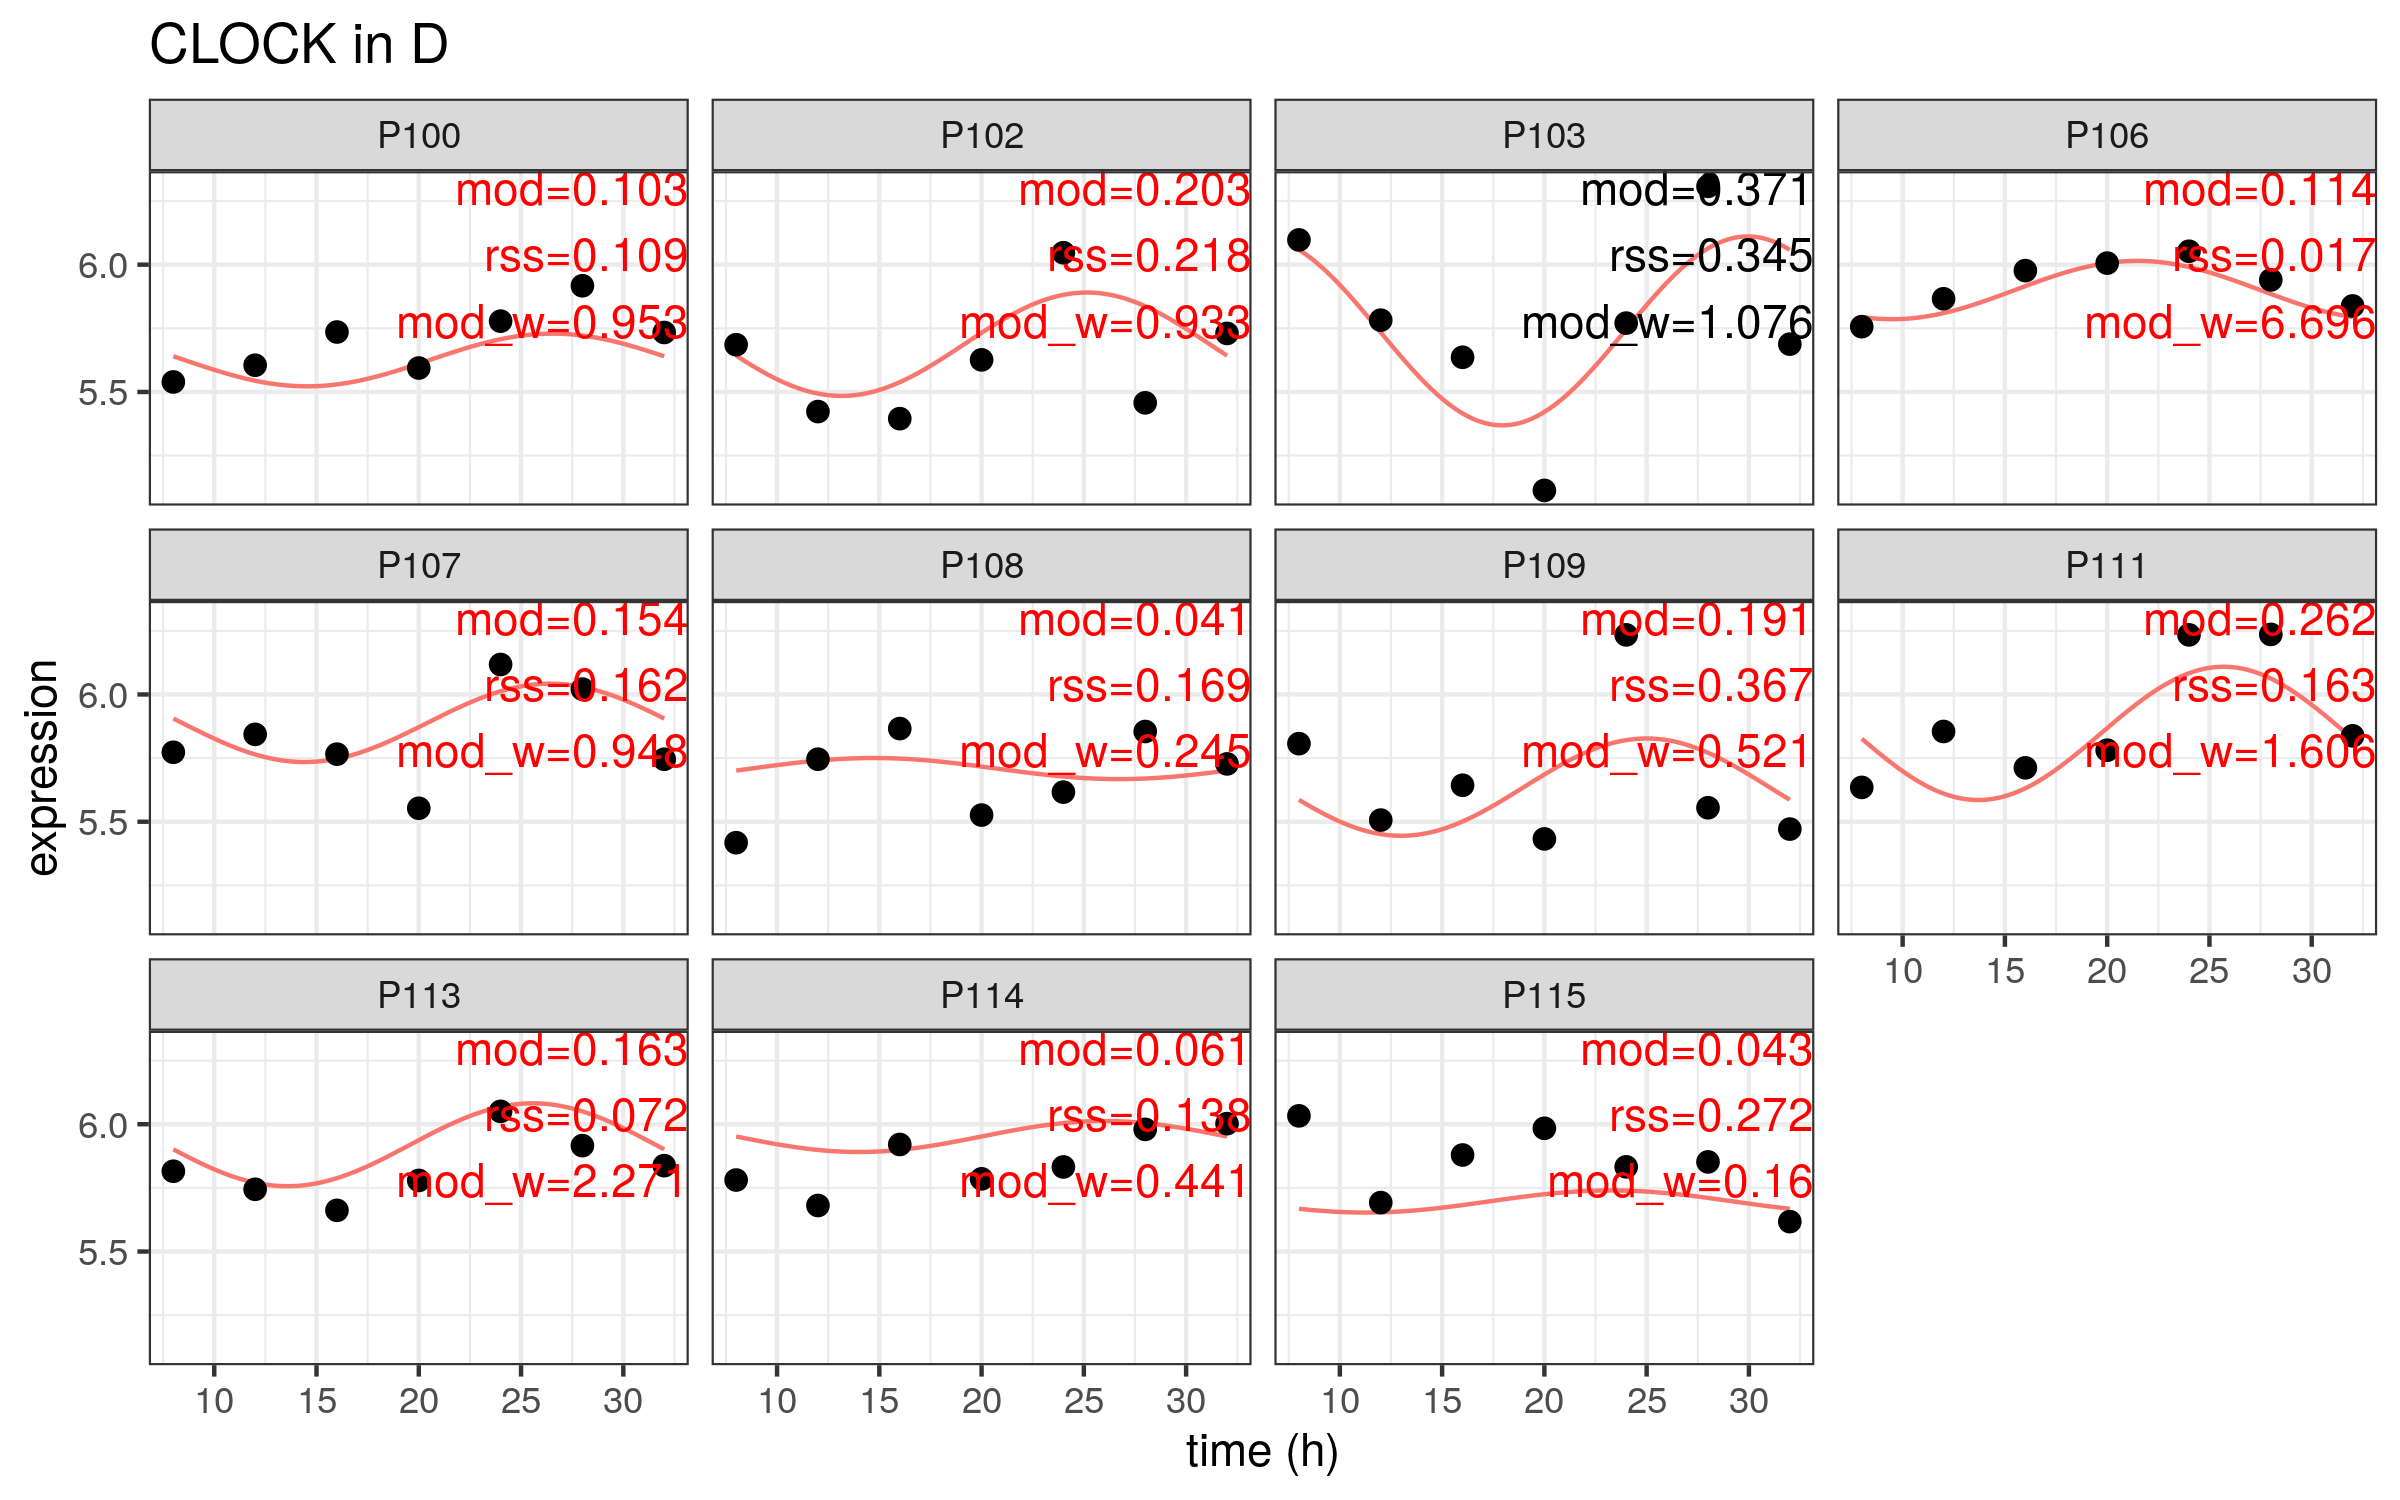 CLOCK in D
P100
mod=0.103
rss=0.109
mod_w=0.953
P102
mod=0.203
rss=0.218
mod_w=0.933
P103
mod=0.371
rss=0.345
mod_w=1.076
P106
mod=0.114
rss=0.017
mod_w=6.696
6.0
5.5
P107
mod=0.154
rss=0.162
mod_w=0.948
P108
mod=0.041
rss=0.169
mod_w=0.245
P109
mod=0.191
rss=0.367
mod_w=0.521
P111
mod=0.262
rss=0.163
mod_w=1.606
6.0
5.5
10 15 20 25 30
expression
P113
mod=0.163
rss=0.072
mod_w=2.271
P114
mod=0.061
rss=0.138
mod_w=0.441
P115
mod=0.043
rss=0.272
mod_w=0.16
6.0
5.5
10 15 20 25 30
10 15 20 25 30
10 15 20 25 30
time (h)